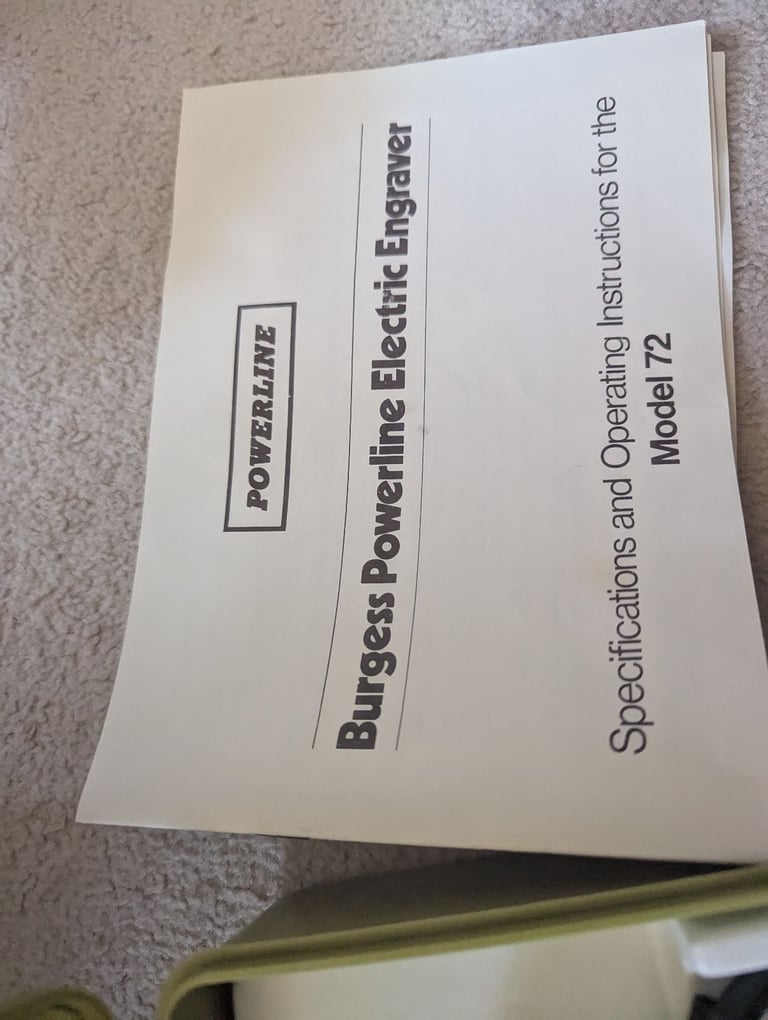 POWERLINE
Burgess Powerline Electric Engraver
Specifications and Operating Instructions for the
Model 72